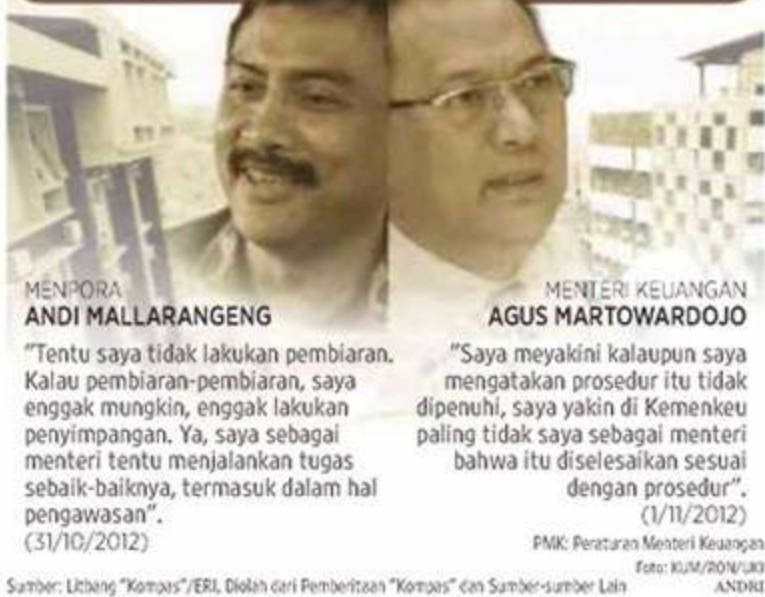 MENPORA
ANDI MALLARANGENG
"Tentu saya tidak lakukan pembiaran.
Kalau pembiaran-pembiaran, saya
enggak mungkin, enggak lakukan
penyimpangan. Ya, saya sebagai
menteri tentu menjalankan tugas
sebaik-baiknya, termasuk dalam hal
pengawasan".
(31/10/2012)
MENTERI KEUANGAN
AGUS MARTOWARDOJO
"Saya meyakini kalaupun saya
mengatakan prosedur itu tidak
dipenuhi, saya yakin di Kemenkeu
paling tidak saya sebagai menteri
bahwa itu diselesaikan sesuai
dengan prosedur".
(1/11/2012)
PMK: Peraturan Menteri Keuangan
Foto: KUM/RON/UKI
Sumber: Litbang "Kompas"/ERI, Diolah dari Pemberitaan "Kompas" dan Sumber-sumber Lain
ANDRI